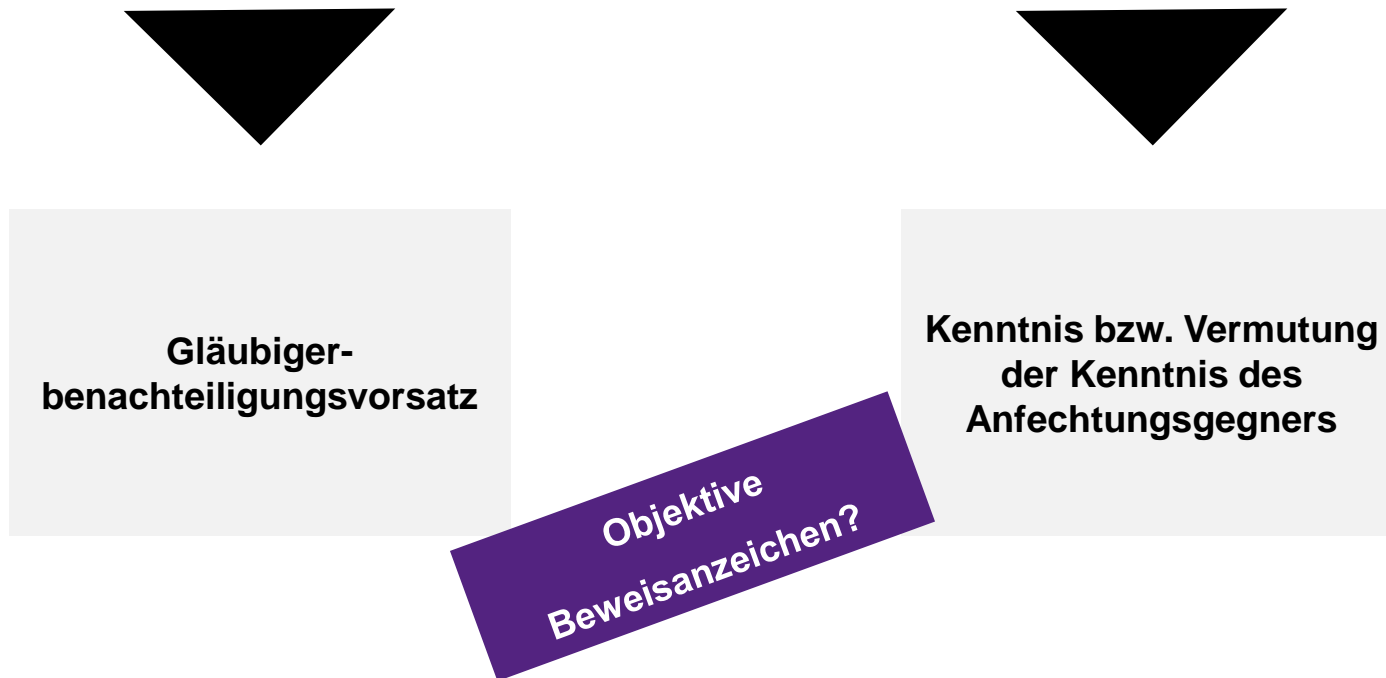 Gläubiger-
benachteiligungsvorsatz
Kenntnis bzw. Vermutung
der Kenntnis des
Anfechtungsgegners
Objektive
Beweisanzeichen?